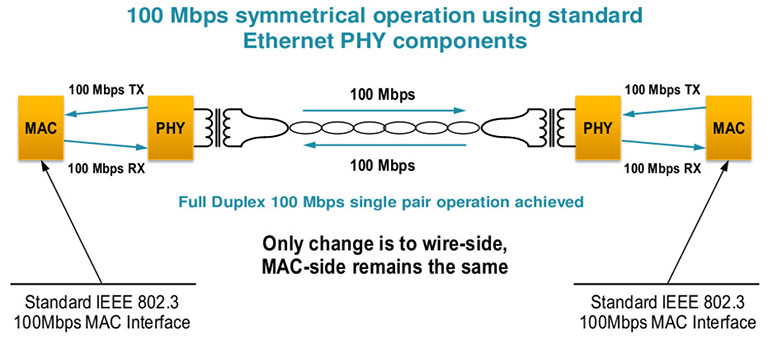 100 Mbps symmetrical operation using standard
Ethernet PHY components
100 Mbps TX
MAC
PHY
100 Mbps RX
100 Mbps
100 Mbps
100 Mbps TX
PHY
MAC
100 Mbps RX
Full Duplex 100 Mbps single pair operation achieved
Only change is to wire-side,
MAC-side remains the same
Standard IEEE 802.3
100Mbps MAC Interface
Standard IEEE 802.3
100Mbps MAC Interface